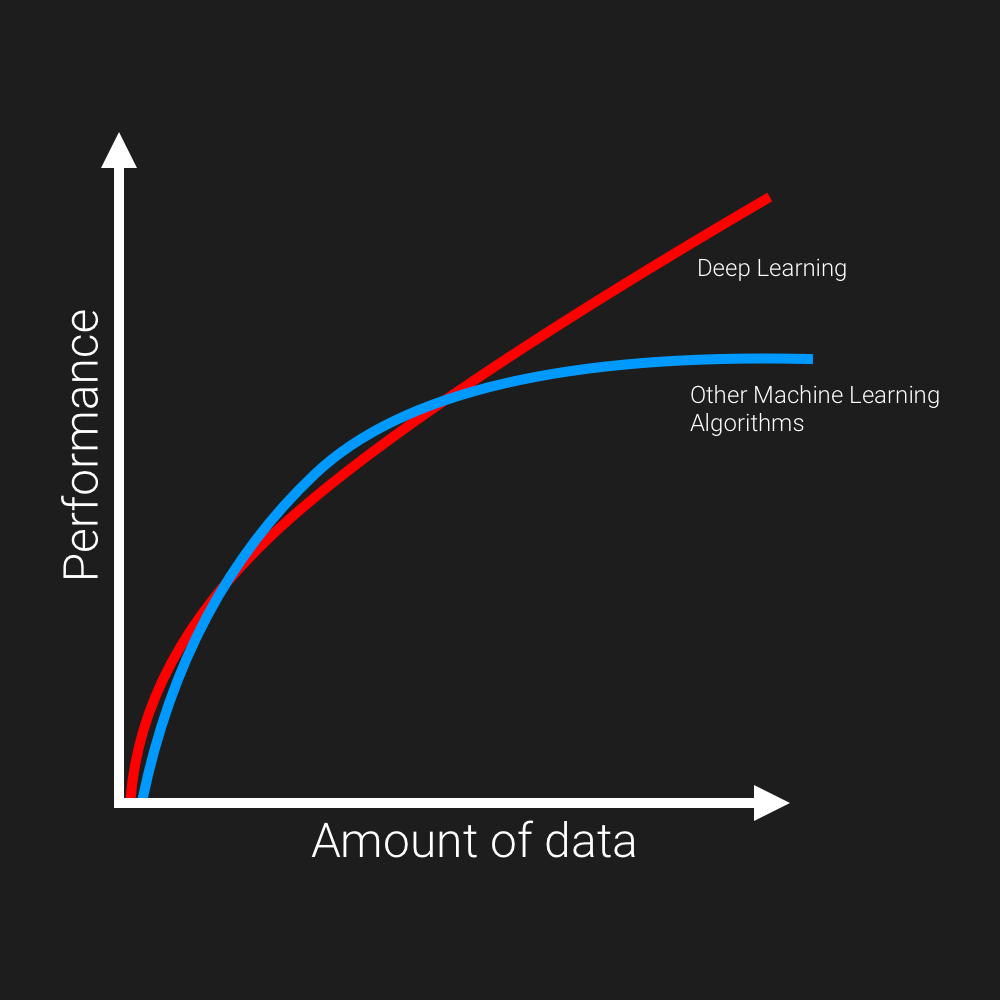 Performance
Deep Learning
Other Machine Learning
Algorithms
Amount of data